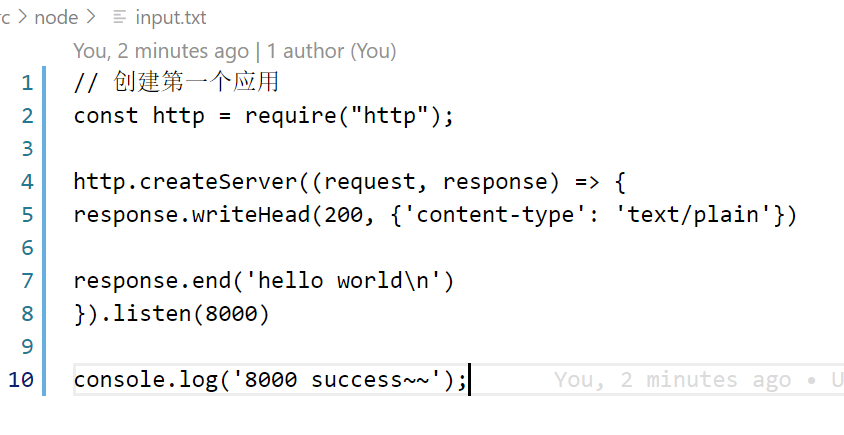 rc > node > input.txt
You, 2 minutes ago | 1 author (You)
1 // 创建第一个应用
2 const http = require("http");
3
4 http.createServer((request, response) => {
5 response.writeHead(200, {'content-type': 'text/plain'})
6
7 response.end('hello world\n')
8 }).listen(8000)
9
10 console.log('8000 success~~'); You, 2 minutes ago • U